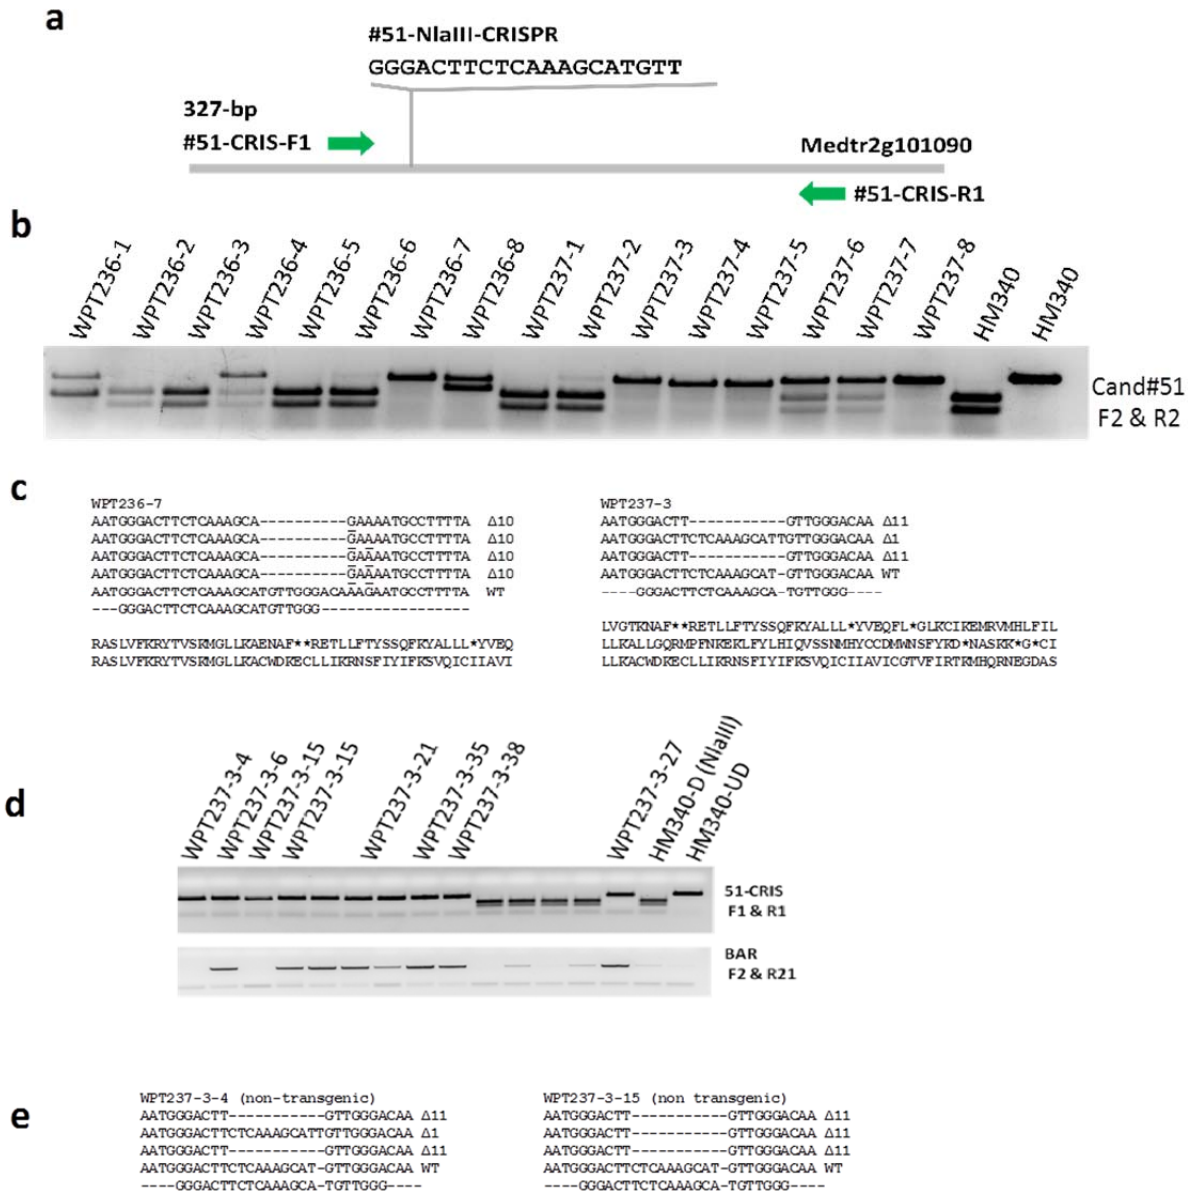 a
#51-NlaIII-CRISPR
GGGACTTCTCAAAGCATGTT
327-bp
#51-CRIS-F1
Medtr2g101090
#51-CRIS-R1
b
WPT236-1
WPT236-2
WPT236-3
WPT236-4
WPT236-5
WPT236-6
WPT236-7
WPT236-8
WPT237-1
WPT237-2
WPT237-3
WPT237-4
WPT237-5
WPT237-6
WPT237-7
WPT237-8
HM340
HM340
Cand#51
F2 & R2
c
WPT236-7
AATGGGACTTCTCAAAGCA----------GAAAATGCCTTTTA Δ10
AATGGGACTTCTCAAAGCA----------GAAAATGCCTTTTA Δ10
AATGGGACTTCTCAAAGCA----------GAAAATGCCTTTTA Δ10
AATGGGACTTCTCAAAGCA----------GAAAATGCCTTTTA Δ10
AATGGGACTTCTCAAAGCATGTTGGGACAAAGAATGCCTTTTA WT
---GGGACTTCTCAAAGCATGTTGGG-----------------
RASLVFKRYTVSKMGLLKAENAF**RETLLFTYSSQFKYALLL*YVEQ
RASLVFKRYTVSKMGLLKACWDKECLLIKRNSFIYIFKSVQICIIAVI
WPT237-3
AATGGGACTT-----------GTTGGGACAA Δ11
AATGGGACTTCTCAAAGCATTGTTGGGACAA Δ1
AATGGGACTT-----------GTTGGGACAA Δ11
AATGGGACTTCTCAAAGCAT-GTTGGGACAA WT
----GGGACTTCTCAAAGCA-TGTTGGG----
LVGTKNAF**RETLLFTYSSQFKYALLL*YVEQFL*GLKCIKEMRVMHLFIL
LLKALLGQRMPFNKEKLFYLHIQVSSNMHYCCDMWNSFYKD*NASKK*G*CI
LLKACWDKECLLIKRNSFIYIFKSVQICIIAVICGTVFIRTKMHQRNEGDAS
d
WPT237-3-4
WPT237-3-6
WPT237-3-15
WPT237-3-15
WPT237-3-21
WPT237-3-35
WPT237-3-38
WPT237-3-27
HM340-D (NlaIII)
HM340-UD
51-CRIS
F1 & R1
BAR
F2 & R21
e
WPT237-3-4 (non-transgenic)
AATGGGACTT-----------GTTGGGACAA Δ11
AATGGGACTTCTCAAAGCATTGTTGGGACAA Δ1
AATGGGACTT-----------GTTGGGACAA Δ11
AATGGGACTTCTCAAAGCAT-GTTGGGACAA WT
----GGGACTTCTCAAAGCA-TGTTGGG----
WPT237-3-15 (non transgenic)
AATGGGACTT-----------GTTGGGACAA Δ11
AATGGGACTT-----------GTTGGGACAA Δ11
AATGGGACTT-----------GTTGGGACAA Δ11
AATGGGACTTCTCAAAGCAT-GTTGGGACAA WT
----GGGACTTCTCAAAGCA-TGTTGGG----